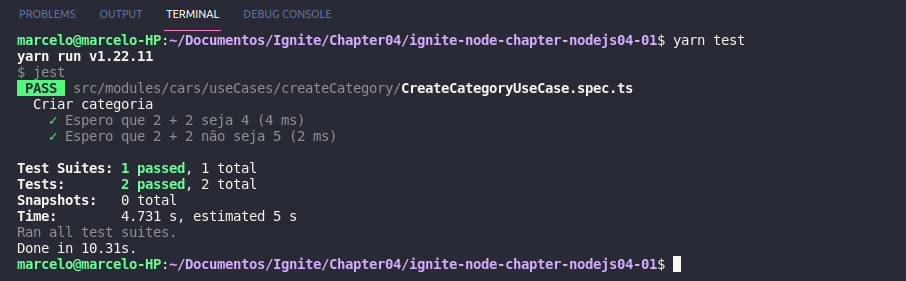 PROBLEMS OUTPUT TERMINAL DEBUG CONSOLE
marcelo@marcelo-HP:~/Documentos/Ignite/Chapter04/ignite-node-chapter-nodejs04-01$ yarn test
yarn run v1.22.11
$ jest
PASS src/modules/cars/useCases/createCategory/CreateCategoryUseCase.spec.ts
Criar categoria
✓ Espero que 2 + 2 seja 4 (4 ms)
✓ Espero que 2 + 2 não seja 5 (2 ms)
Test Suites: 1 passed, 1 total
Tests: 2 passed, 2 total
Snapshots: 0 total
Time: 4.731 s, estimated 5 s
Ran all test suites.
Done in 10.31s.
marcelo@marcelo-HP:~/Documentos/Ignite/Chapter04/ignite-node-chapter-nodejs04-01$